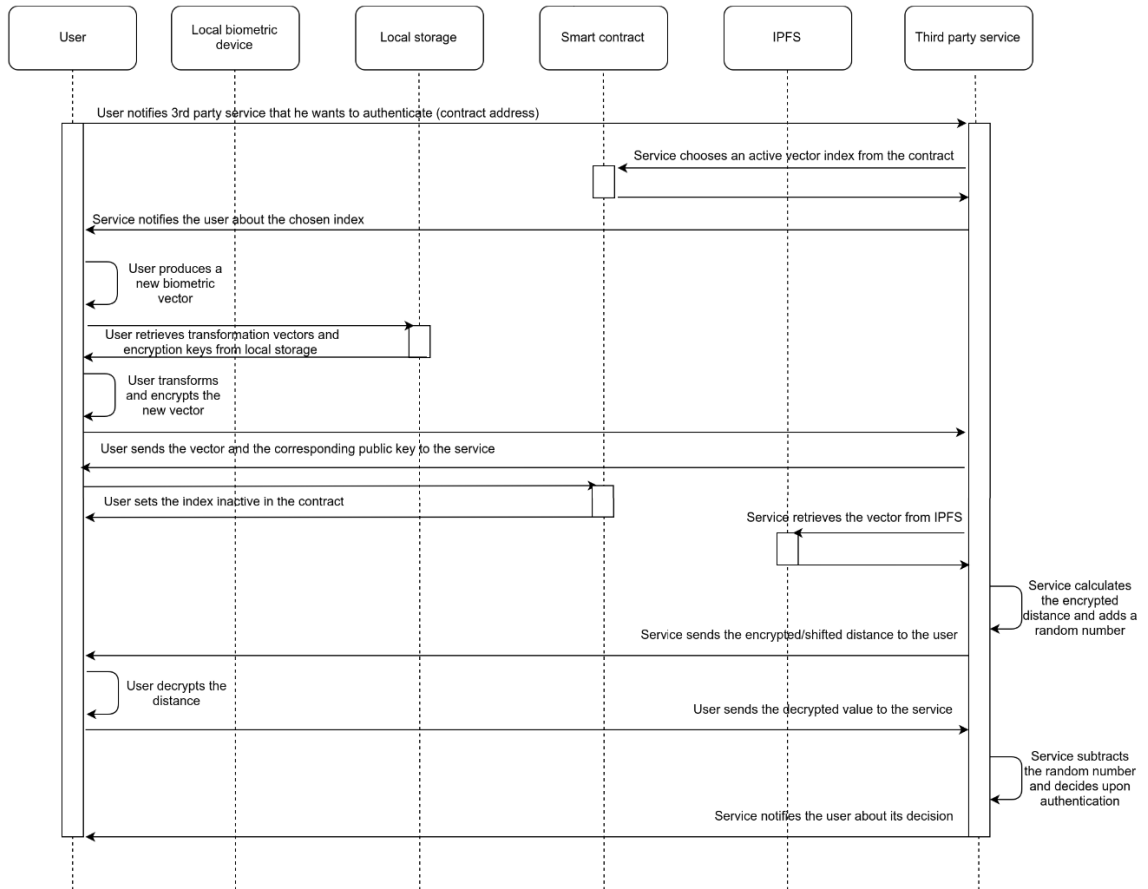 User
Local biometric
device
Local storage
Smart contract
IPFS
Third party service
User notifies 3rd party service that he wants to authenticate (contract address)
Service chooses an active vector index from the contract
Service notifies the user about the chosen index
User produces a
new biometric
vector
User retrieves transformation vectors and
encryption keys from local storage
User transforms
and encrypts the
new vector
User sends the vector and the corresponding public key to the service
User sets the index inactive in the contract
Service retrieves the vector from IPFS
Service calculates
the encrypted
distance and adds a
random number
Service sends the encrypted/shifted distance to the user
User decrypts the
distance
User sends the decrypted value to the service
Service subtracts
the random number
and decides upon
authentication
Service notifies the user about its decision